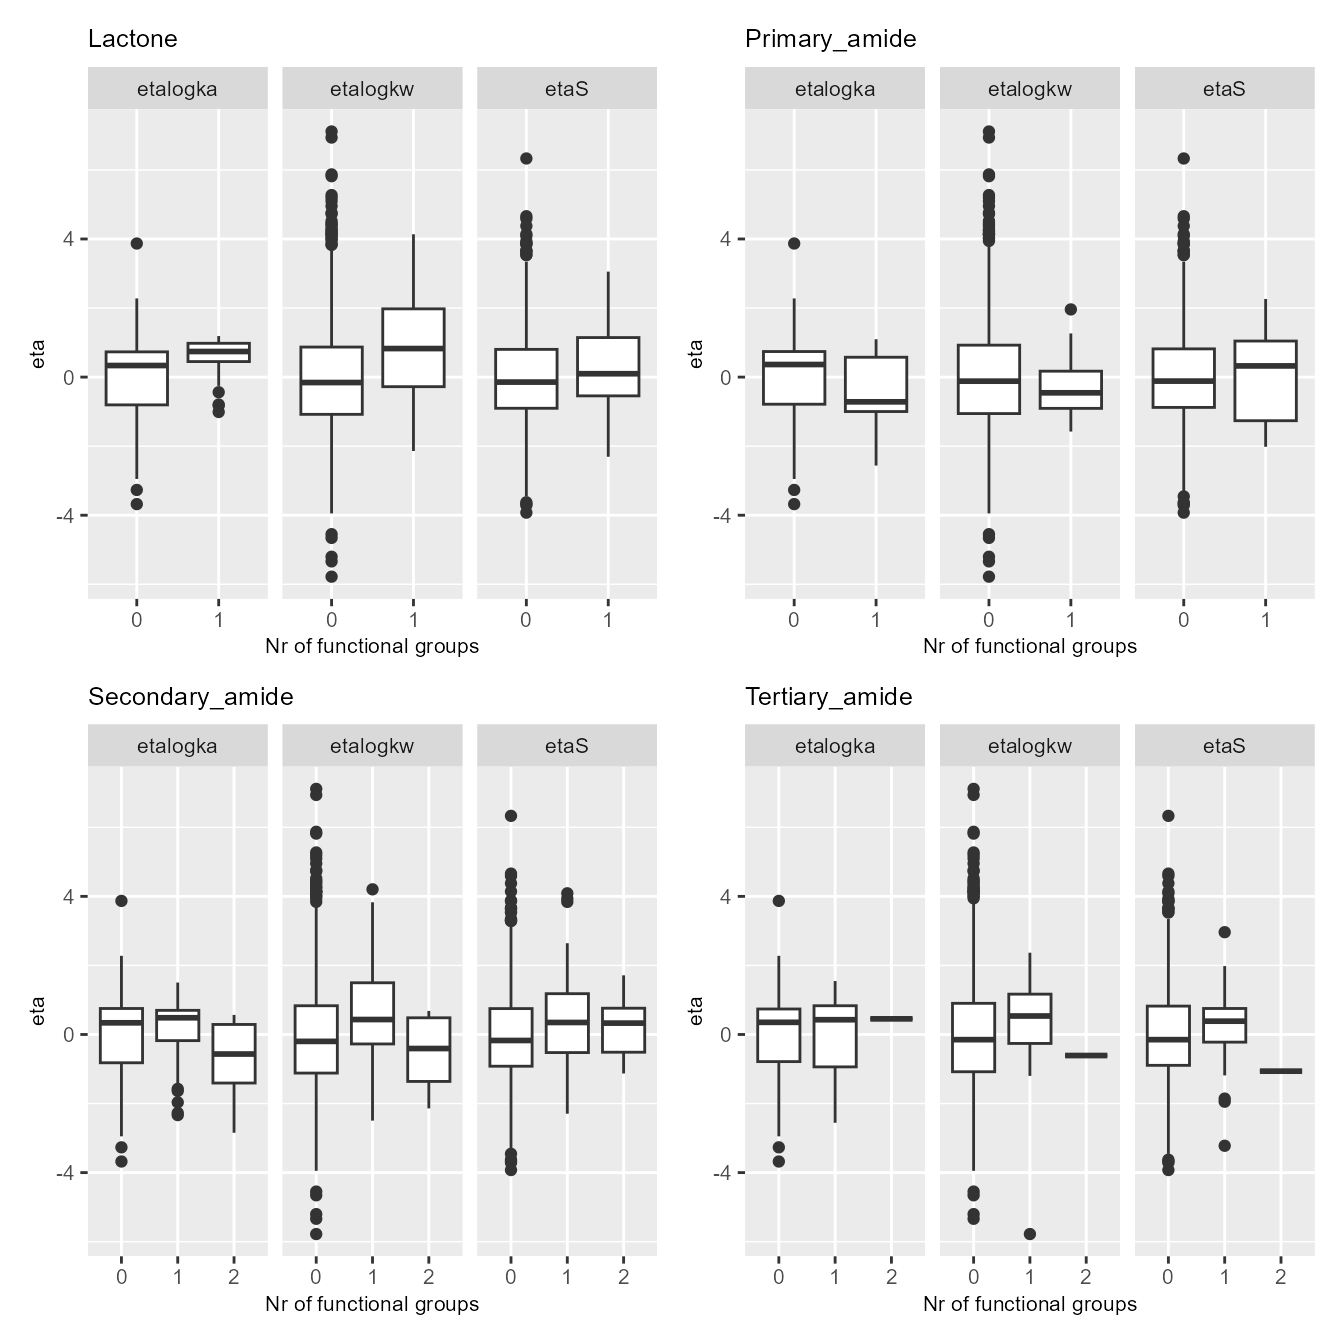 Lactone
etalogka etalogkw etaS
eta
4
0
-4
0 1 0 1 0 1
Nr of functional groups
Primary_amide
etalogka etalogkw etaS
eta
4
0
-4
0 1 0 1 0 1
Nr of functional groups
Secondary_amide
etalogka etalogkw etaS
eta
4
0
-4
0 1 2 0 1 2 0 1 2
Nr of functional groups
Tertiary_amide
etalogka etalogkw etaS
eta
4
0
-4
0 1 2 0 1 2 0 1 2
Nr of functional groups